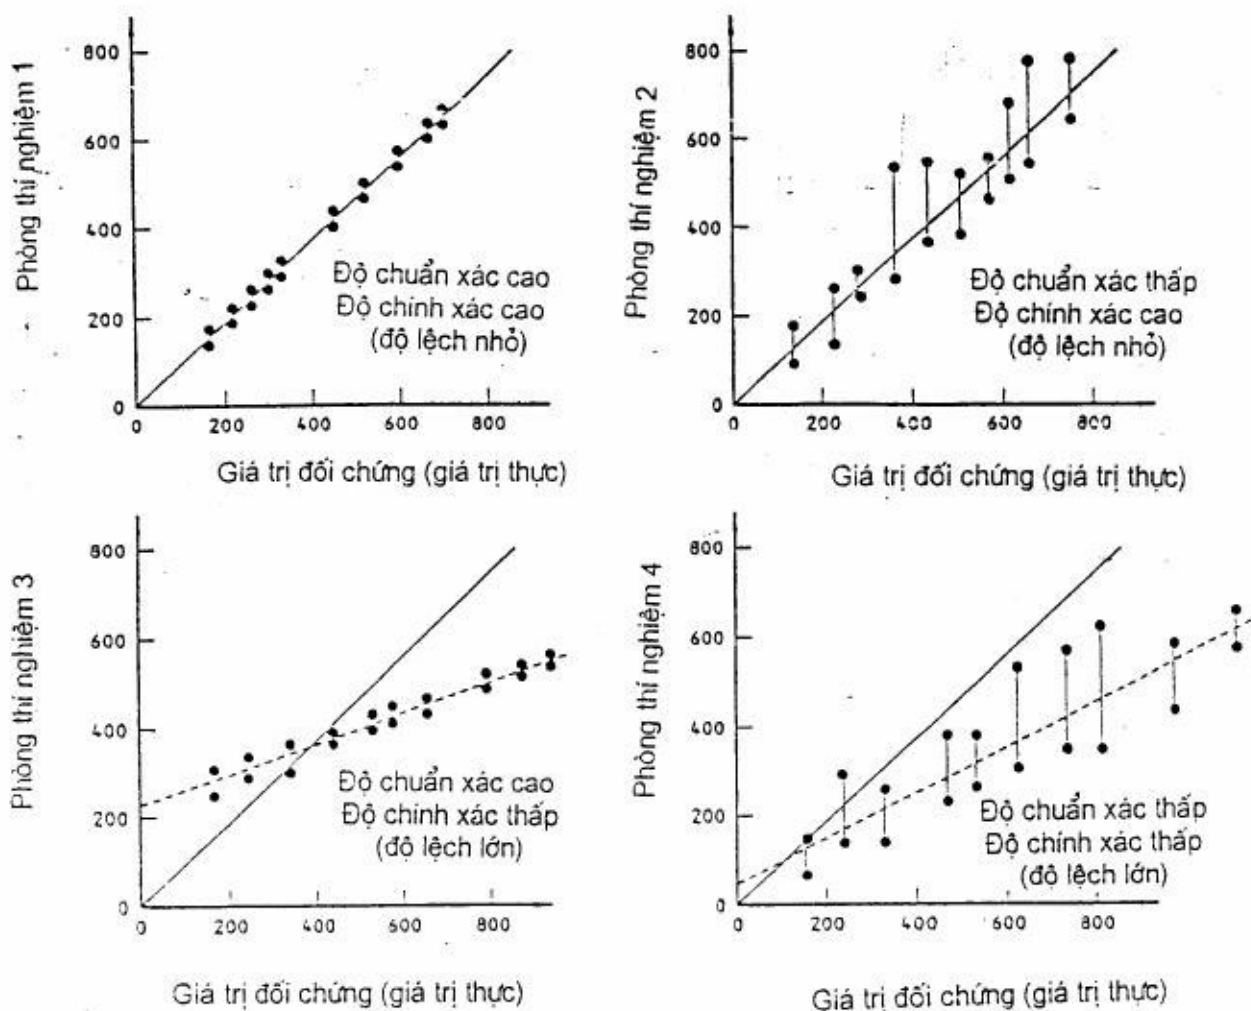 Phòng thí nghiệm 1
800
600
400
200
0
Độ chuẩn xác cao
Độ chính xác cao
(độ lệch nhỏ)
0 200 400 600 800
Giá trị đối chứng (giá trị thực)
Phòng thí nghiệm 2
800
600
400
200
0
Độ chuẩn xác thấp
Độ chính xác cao
(độ lệch nhỏ)
0 200 400 600 800
Giá trị đối chứng (giá trị thực)
Phòng thí nghiệm 3
800
600
400
200
0
Độ chuẩn xác cao
Độ chính xác thấp
(độ lệch lớn)
0 200 400 600 800
Giá trị đối chứng (giá trị thực)
Phòng thí nghiệm 4
800
600
400
200
0
Độ chuẩn xác thấp
Độ chính xác thấp
(độ lệch lớn)
0 200 400 600 800
Giá trị đối chứng (giá trị thực)